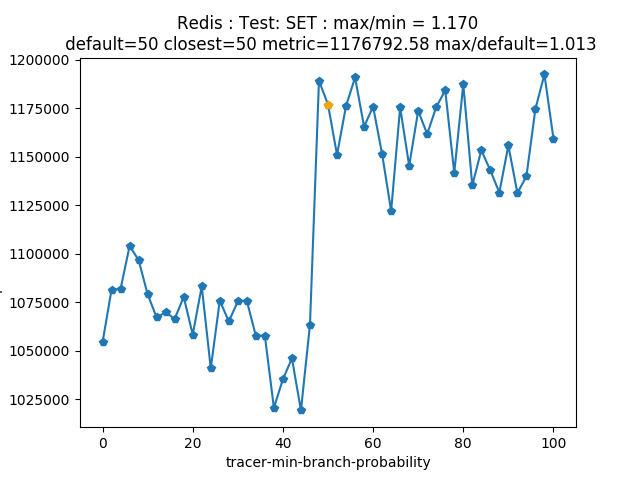 Redis : Test: SET : max/min = 1.170
default=50 closest=50 metric=1176792.58 max/default=1.013
1200000
1175000
1150000
1125000
1100000
1075000
1050000
1025000
0 20 40 60 80 100
tracer-min-branch-probability